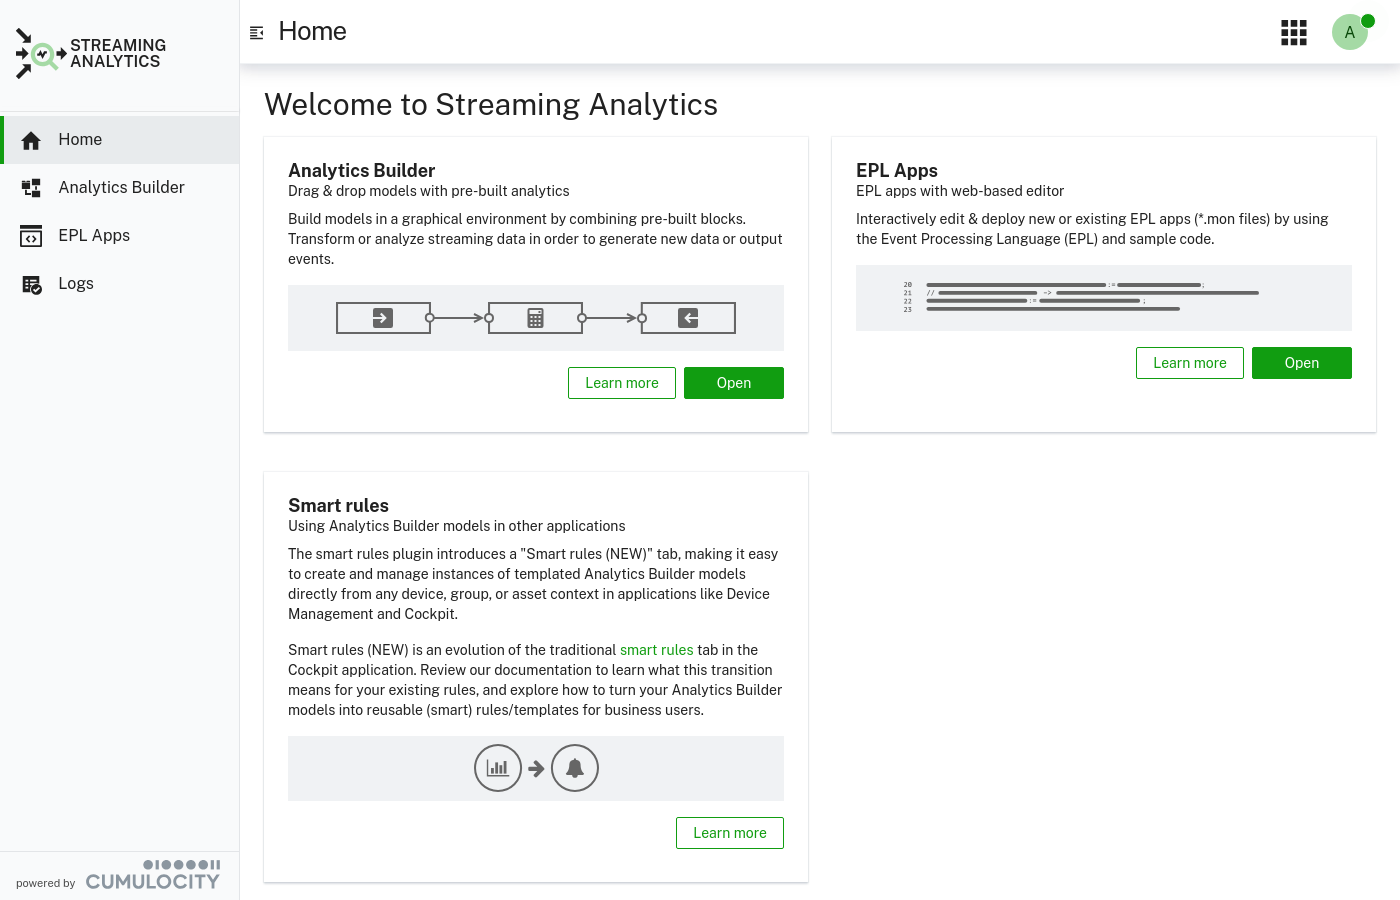 STREAMING
ANALYTICS
Home
A
Home
Analytics Builder
EPL Apps
Logs
Welcome to Streaming Analytics
Analytics Builder
Drag & drop models with pre-built analytics
Build models in a graphical environment by combining pre-built blocks.
Transform or analyze streaming data in order to generate new data or output
events.
Learn more
Open
EPL Apps
EPL apps with web-based editor
Interactively edit & deploy new or existing EPL apps (*.mon files) by using
the Event Processing Language (EPL) and sample code.
20 := ;
21 // ->
22 := ;
23
Learn more
Open
Smart rules
Using Analytics Builder models in other applications
The smart rules plugin introduces a "Smart rules (NEW)" tab, making it easy
to create and manage instances of templated Analytics Builder models
directly from any device, group, or asset context in applications like Device
Management and Cockpit.
Smart rules (NEW) is an evolution of the traditional smart rules tab in the
Cockpit application. Review our documentation to learn what this transition
means for your existing rules, and explore how to turn your Analytics Builder
models into reusable (smart) rules/templates for business users.
Learn more
powered by
CUMULOCITY